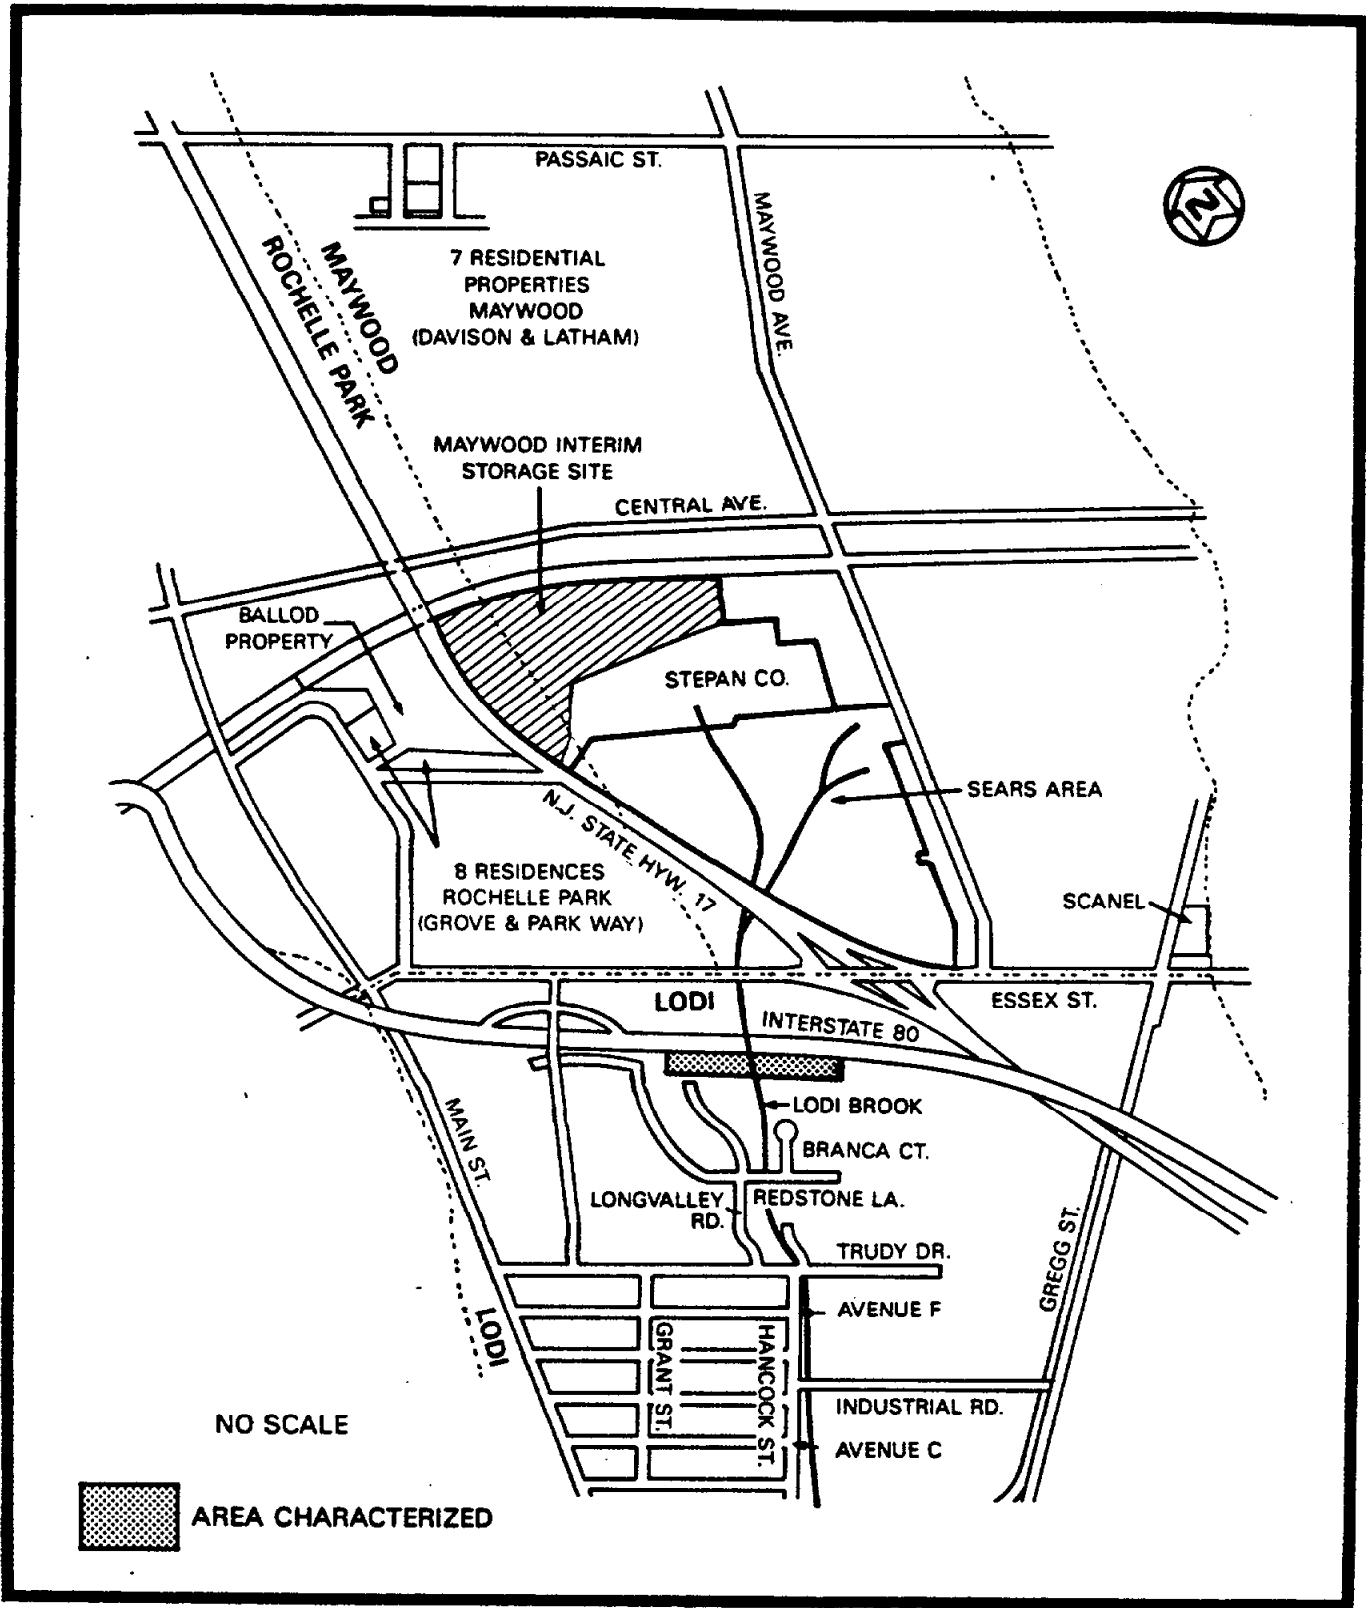 PASSAIC ST.
N
MAYWOOD AVE.
MAYWOOD
ROCHELLE PARK
7 RESIDENTIAL
PROPERTIES
MAYWOOD
(DAVISON & LATHAM)
MAYWOOD INTERIM
STORAGE SITE
CENTRAL AVE.
BALLOD
PROPERTY
STEPAN CO.
SEARS AREA
N.J. STATE HYW. 17
8 RESIDENCES
ROCHELLE PARK
(GROVE & PARK WAY)
SCANEL
LODI
ESSEX ST.
INTERSTATE 80
LODI BROOK
MAIN ST.
BRANCA CT.
LONGVALLEY
RD.
REDSTONE LA.
TRUDY DR.
GREGG ST.
AVENUE F
LODI
GRANT ST.
HANCOCK ST.
INDUSTRIAL RD.
AVENUE C
NO SCALE
AREA CHARACTERIZED